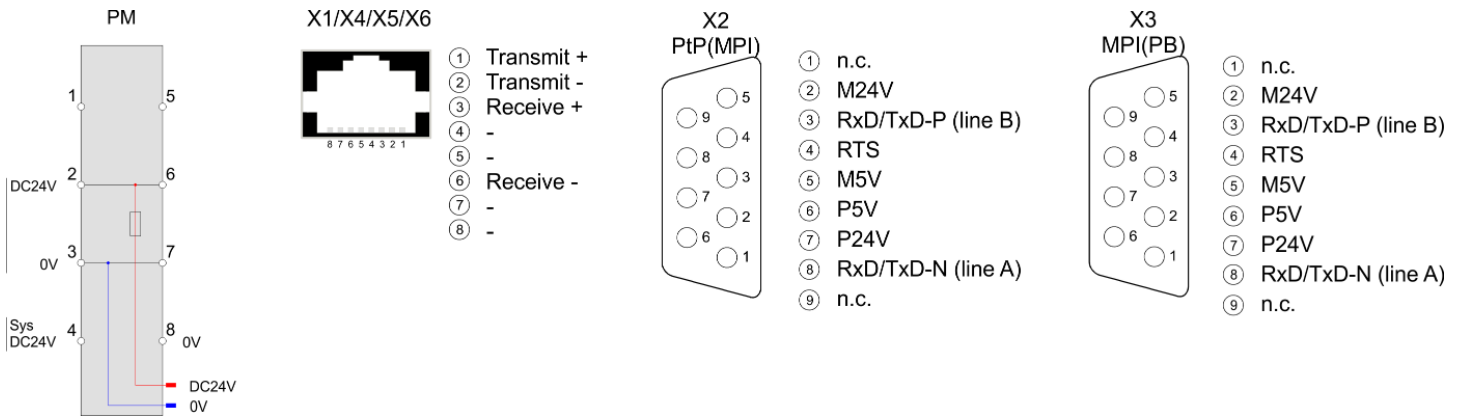 PM
1
5
2
6
DC24V
3
7
0V
Sys
DC24V
4
8
0V
DC24V
0V
X1/X4/X5/X6
8 7 6 5 4 3 2 1
1 Transmit +
2 Transmit -
3 Receive +
4 -
5 -
6 Receive -
7 -
8 -
X2
PtP(MPI)
5
9
4
8
3
7
2
6
1
1 n.c.
2 M24V
3 RxD/TxD-P (line B)
4 RTS
5 M5V
6 P5V
7 P24V
8 RxD/TxD-N (line A)
9 n.c.
X3
MPI(PB)
5
9
4
8
3
7
2
6
1
1 n.c.
2 M24V
3 RxD/TxD-P (line B)
4 RTS
5 M5V
6 P5V
7 P24V
8 RxD/TxD-N (line A)
9 n.c.